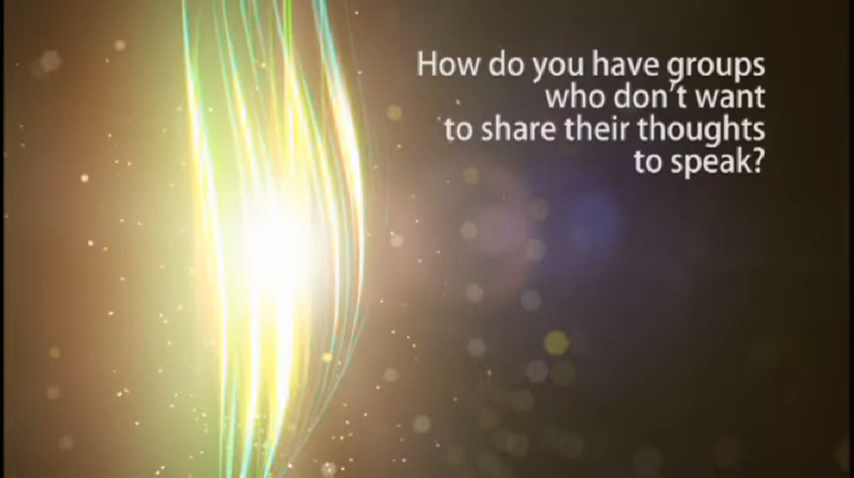 How do you have groups
who don't want
to share their thoughts
to speak?